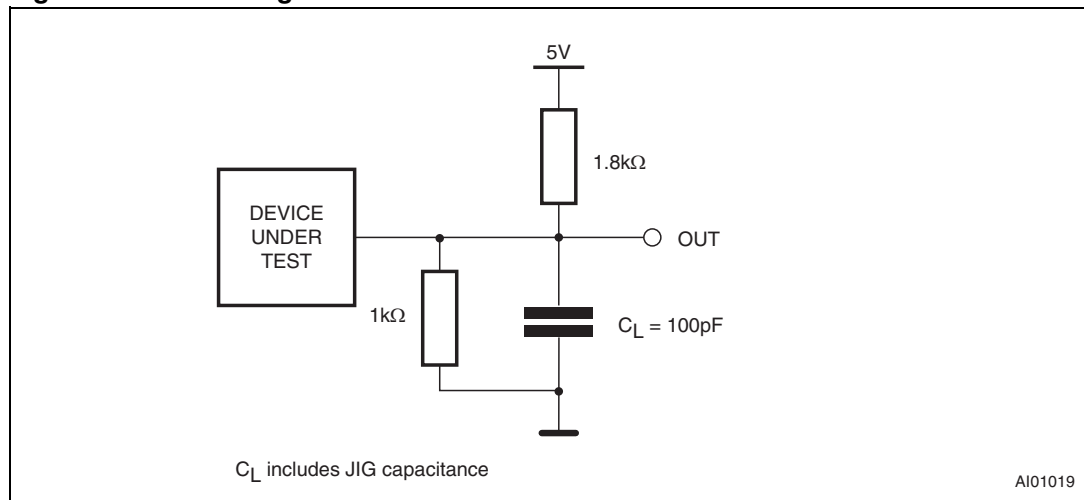 5V
1.8kΩ
DEVICE
UNDER
TEST
OUT
1kΩ
CL = 100pF
CL includes JIG capacitance
AI01019